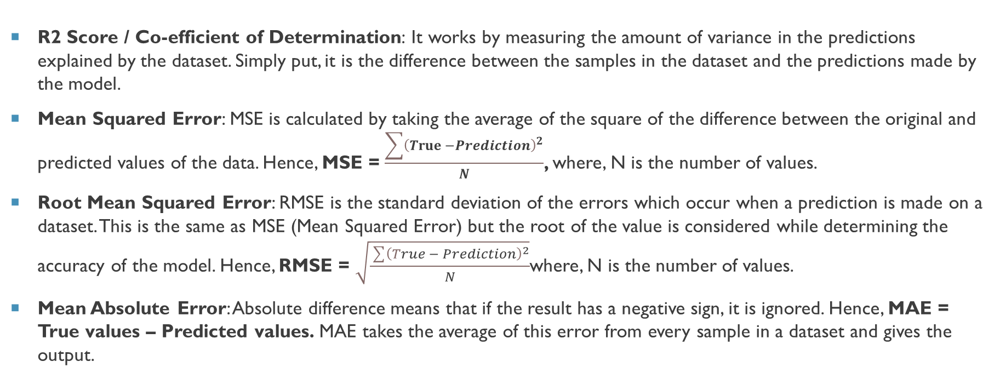 ▪ R2 Score / Co-efficient of Determination: It works by measuring the amount of variance in the predictions
explained by the dataset. Simply put, it is the difference between the samples in the dataset and the predictions made by
the model.
▪ Mean Squared Error: MSE is calculated by taking the average of the square of the difference between the original and
predicted values of the data. Hence, MSE = ∑(True −Prediction)² / N, where, N is the number of values.
▪ Root Mean Squared Error: RMSE is the standard deviation of the errors which occur when a prediction is made on a
dataset. This is the same as MSE (Mean Squared Error) but the root of the value is considered while determining the
accuracy of the model. Hence, RMSE = √(∑(True − Prediction)² / N) where, N is the number of values.
▪ Mean Absolute Error: Absolute difference means that if the result has a negative sign, it is ignored. Hence, MAE =
True values – Predicted values. MAE takes the average of this error from every sample in a dataset and gives the
output.